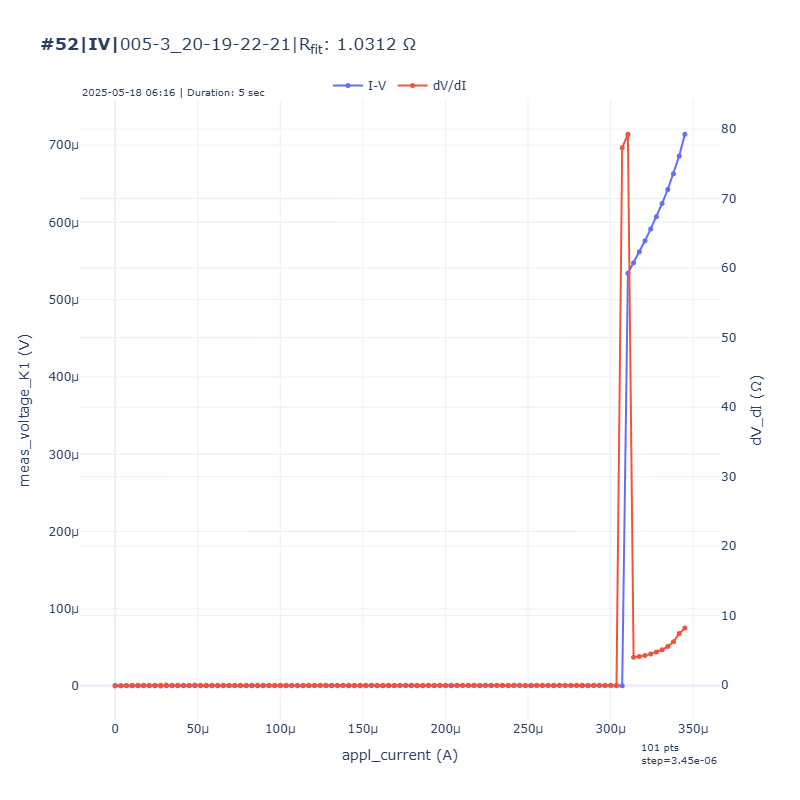 #52|IV|005-3_20-19-22-21|Rfit: 1.0312 Ω
2025-05-18 06:16 | Duration: 5 sec
I-V
dV/dI
700μ
600μ
500μ
400μ
300μ
200μ
100μ
0
meas_voltage_K1 (V)
80
70
60
50
40
30
20
10
0
dV_dI (Ω)
0
50μ
100μ
150μ
200μ
250μ
300μ
350μ
appl_current (A)
101 pts
step=3.45e-06